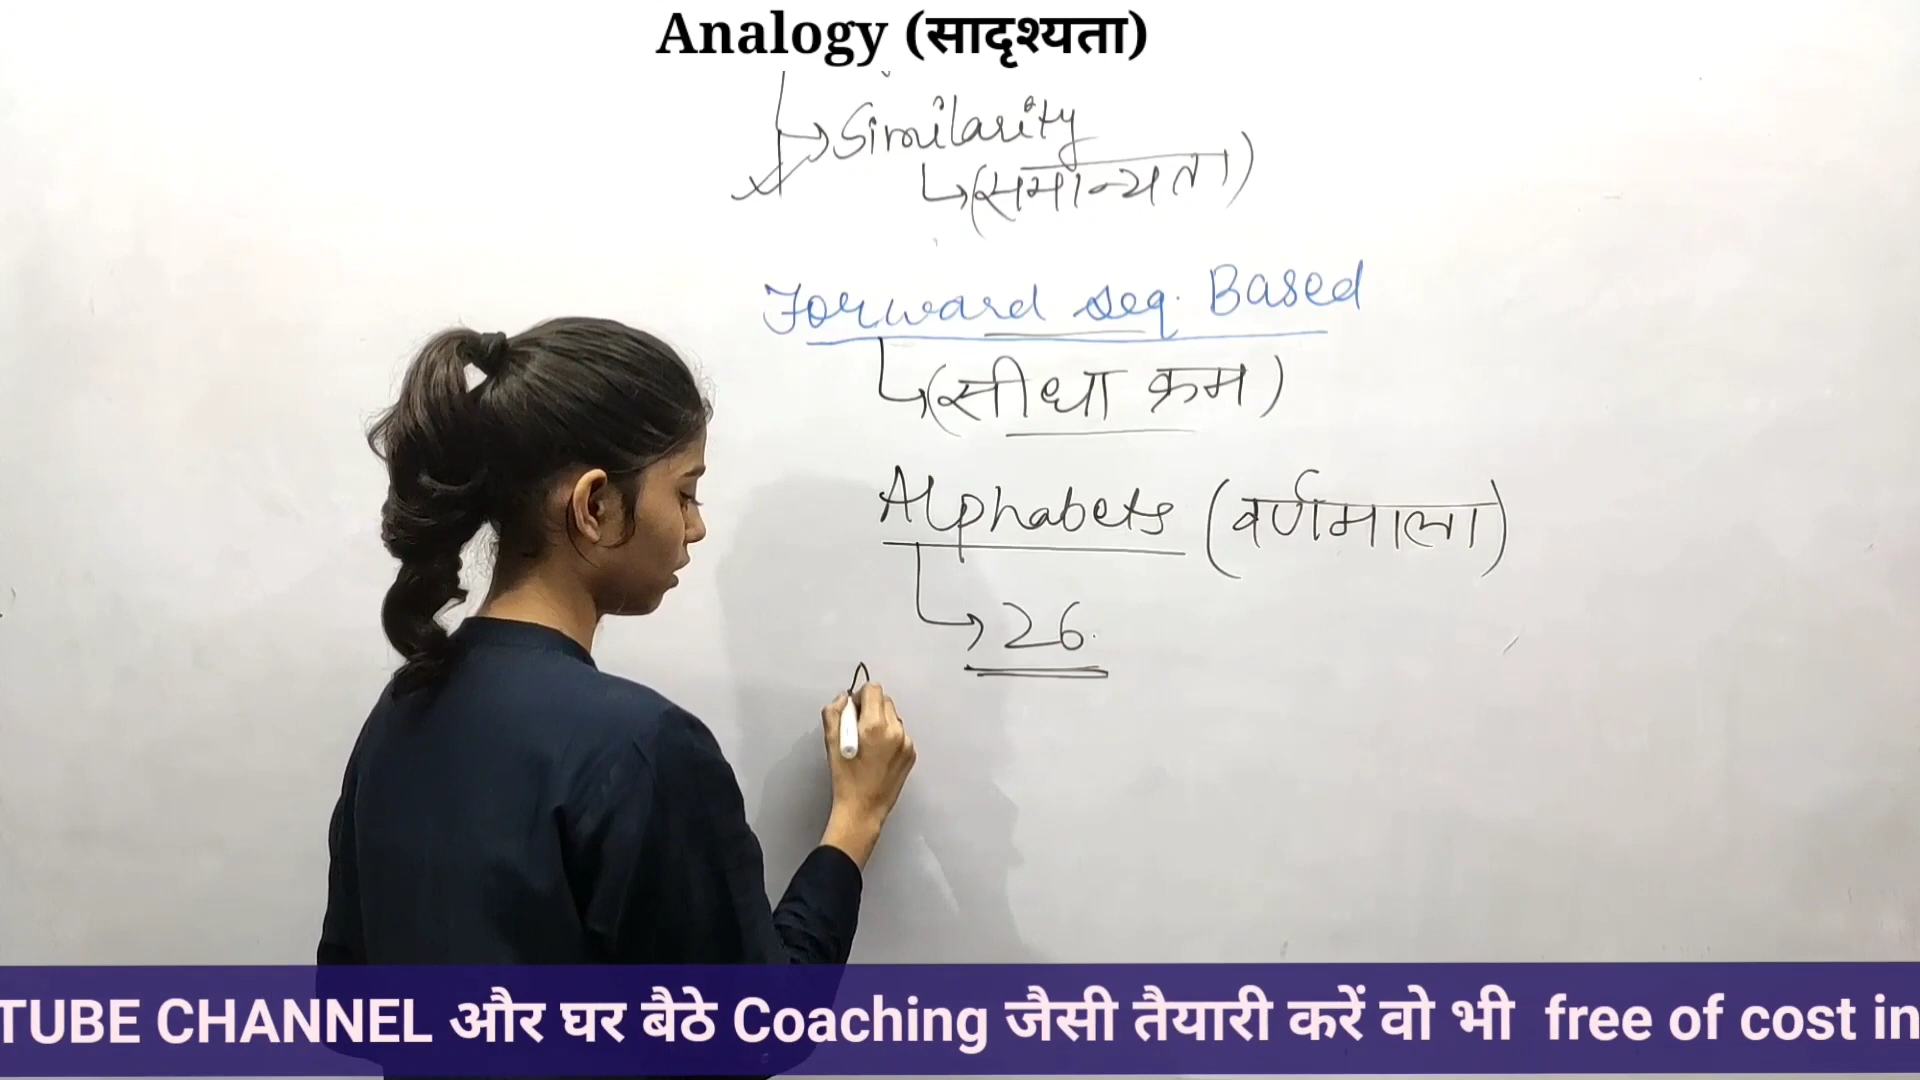 Analogy (सादृश्यता)
Similarity
(समान्यता)
Forward seq. Based
(सीधा क्रम)
Alphabets (वर्णमाला)
26.
TUBE CHANNEL और घर बैठे Coaching जैसी तैयारी करें वो भी free of cost in